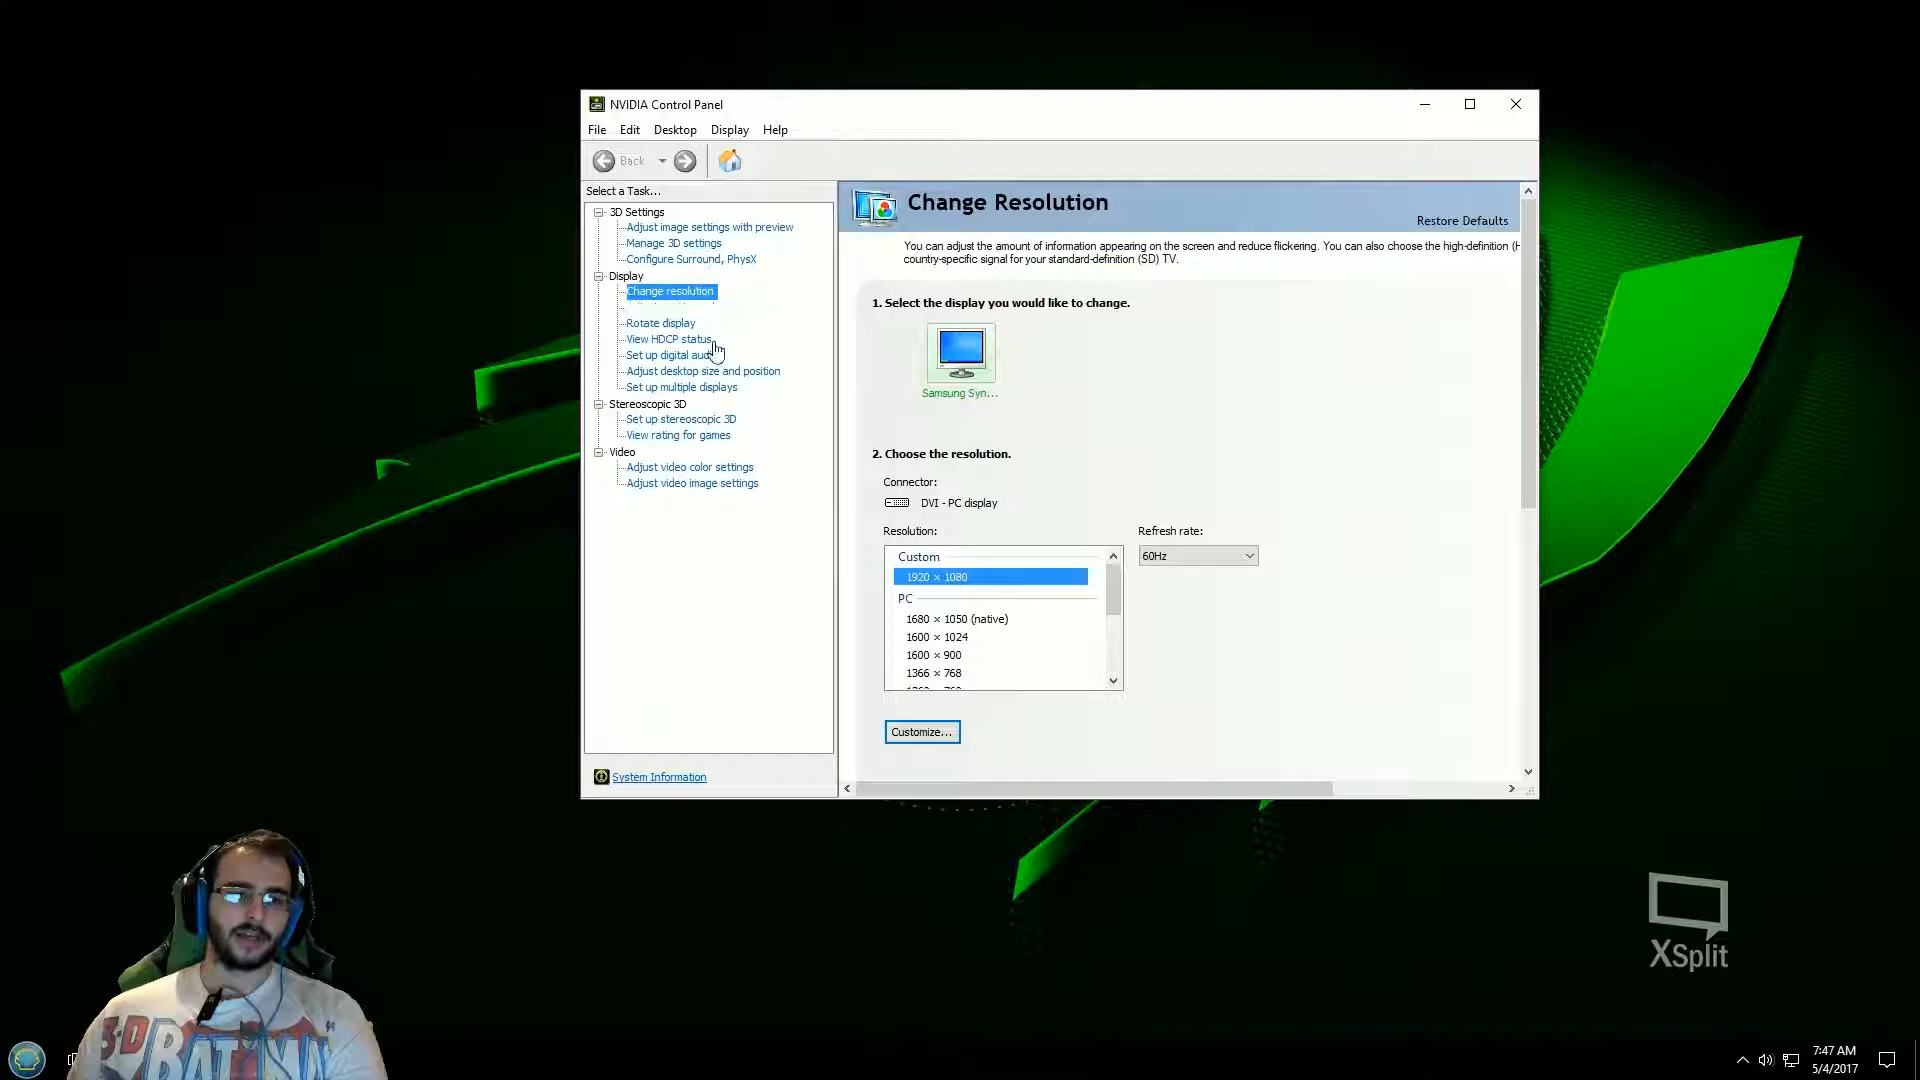 NVIDIA Control Panel
File Edit Desktop Display Help
Back
Select a Task...
3D Settings
Adjust image settings with preview
Manage 3D settings
Configure Surround, PhysX
Display
Change resolution
Rotate display
View HDCP status
Set up digital
Adjust desktop size and position
Set up multiple displays
Stereoscopic 3D
Set up stereoscopic 3D
View rating for games
Video
Adjust video color settings
Adjust video image settings
System Information
Change Resolution
Restore Defaults
You can adjust the amount of information appearing on the screen and reduce flickering. You can also choose the high-definition (H
country-specific signal for your standard-definition (SD) TV.
1. Select the display you would like to change.
Samsung Syn...
2. Choose the resolution.
Connector:
DVI - PC display
Resolution:
Refresh rate:
Custom
60Hz
1920 × 1080
PC
1680 × 1050 (native)
1600 × 1024
1600 × 900
1366 × 768
Customize...
XSplit
3-D
BATMA
7:47 AM
5/4/2017